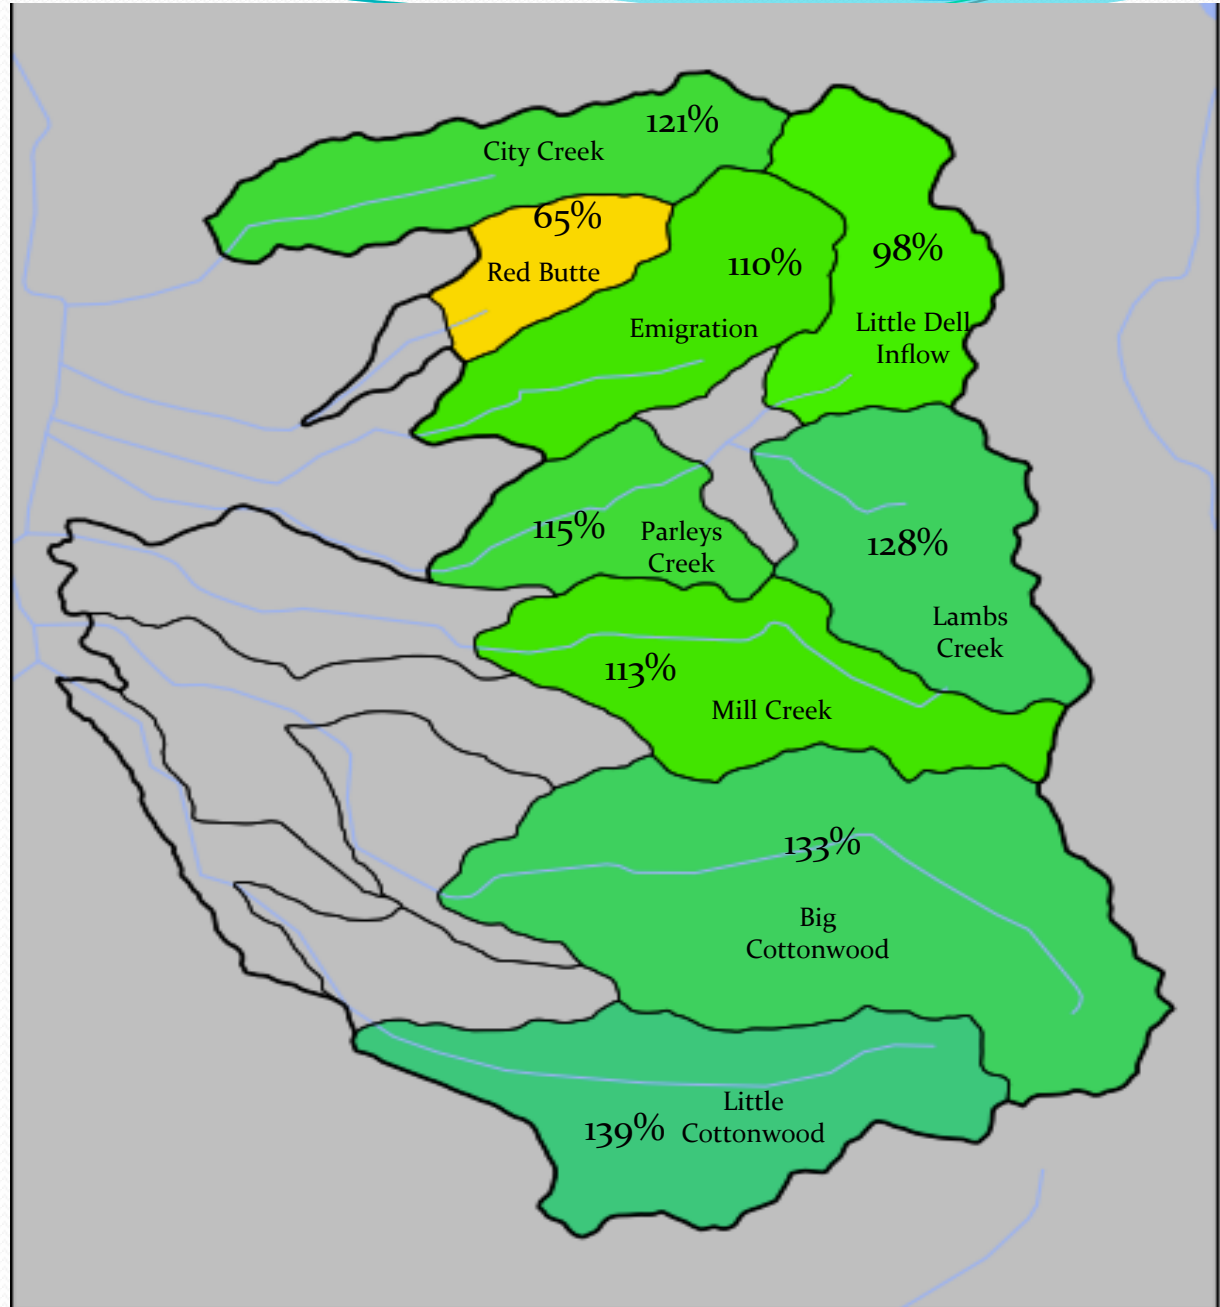 121%
City Creek
65%
Red Butte
110%
98%
Emigration
Little Dell
Inflow
115%
Parleys
Creek
128%
Lambs
Creek
113%
Mill Creek
133%
Big
Cottonwood
139%
Little
Cottonwood